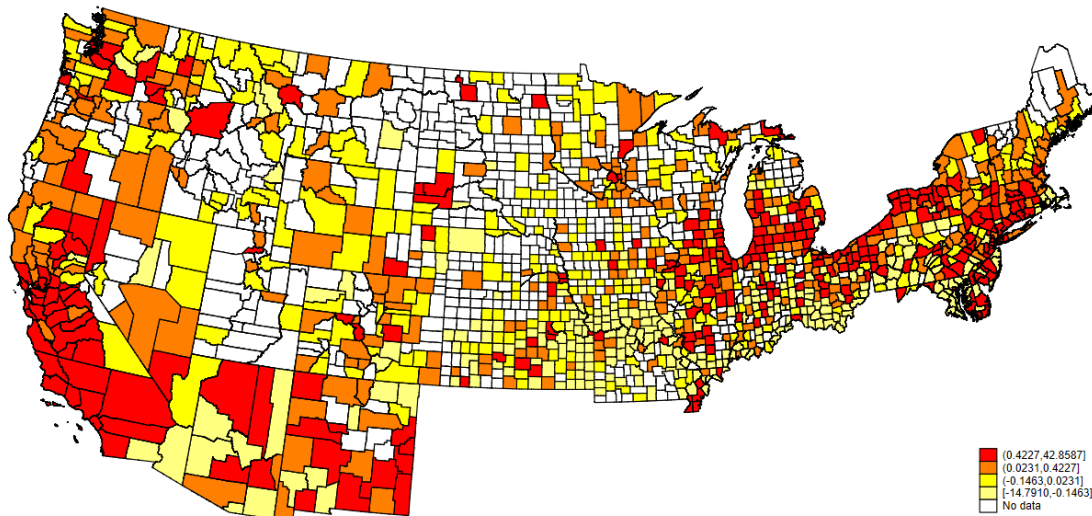 (0.4227,42.8587]
(0.0231,0.4227]
(-0.1463,0.0231]
[-14.7910,-0.1463]
No data